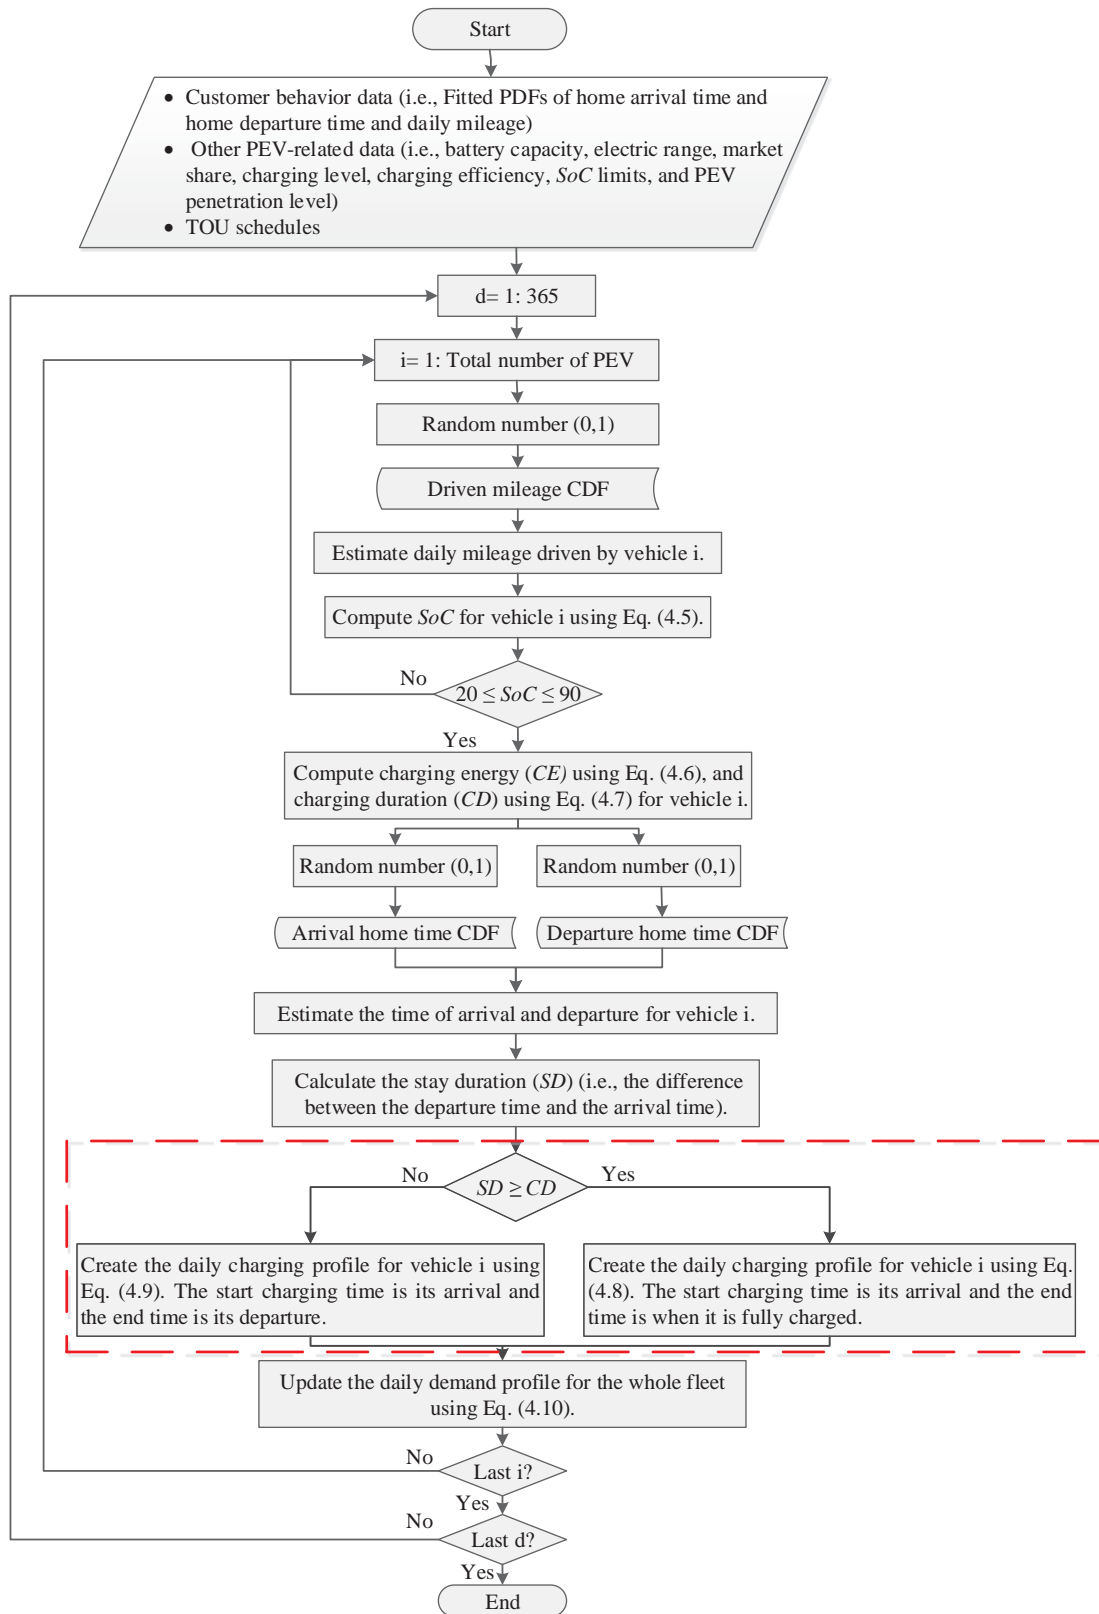 Start
• Customer behavior data (i.e., Fitted PDFs of home arrival time and
home departure time and daily mileage)
• Other PEV-related data (i.e., battery capacity, electric range, market
share, charging level, charging efficiency, SoC limits, and PEV
penetration level)
• TOU schedules
d= 1: 365
i= 1: Total number of PEV
Random number (0,1)
Driven mileage CDF
Estimate daily mileage driven by vehicle i.
Compute SoC for vehicle i using Eq. (4.5).
No
20 ≤ SoC ≤ 90
Yes
Compute charging energy (CE) using Eq. (4.6), and
charging duration (CD) using Eq. (4.7) for vehicle i.
Random number (0,1)
Random number (0,1)
Arrival home time CDF
Departure home time CDF
Estimate the time of arrival and departure for vehicle i.
Calculate the stay duration (SD) (i.e., the difference
between the departure time and the arrival time).
No
SD ≥ CD
Yes
Create the daily charging profile for vehicle i using
Eq. (4.9). The start charging time is its arrival and
the end time is its departure.
Create the daily charging profile for vehicle i using Eq.
(4.8). The start charging time is its arrival and the end
time is when it is fully charged.
Update the daily demand profile for the whole fleet
using Eq. (4.10).
No
Last i?
Yes
No
Last d?
Yes
End